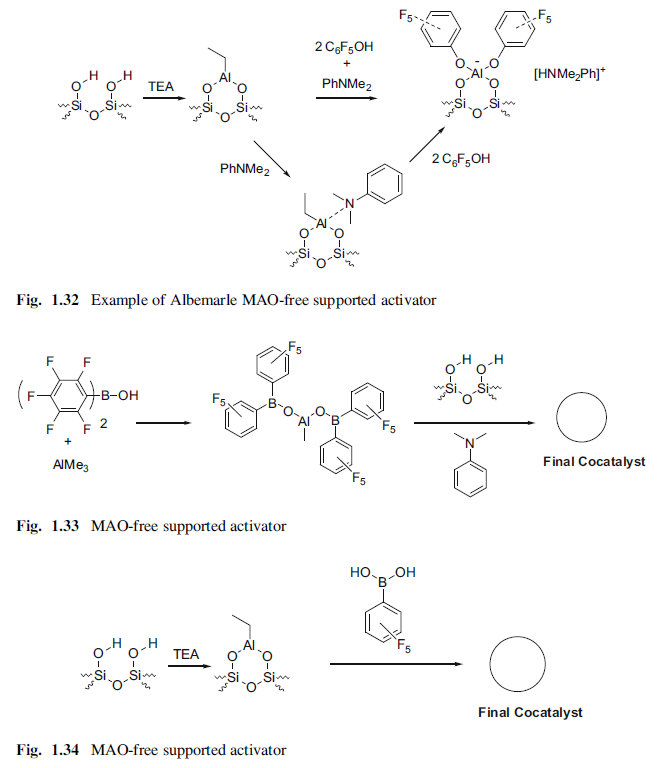 H H
O O
Si Si
O
TEA
Al
O O
Si Si
O
2 C6F5OH
+
PhNMe2
F5 F5
O - O
Al
O O
Si Si
O
[HNMe2Ph]+
PhNMe2
2 C6F5OH
N
Al
O O
Si Si
O
Fig. 1.32 Example of Albemarle MAO-free supported activator
F F
(F B-OH
)2
F F
+
AlMe3
F5
F5 B O Al O B F5
F5
H H
O O
Si Si
O
N
Final Cocatalyst
Fig. 1.33 MAO-free supported activator
H H
O O
Si Si
O
TEA
Al
O O
Si Si
O
HO OH
B
F5
Final Cocatalyst
Fig. 1.34 MAO-free supported activator